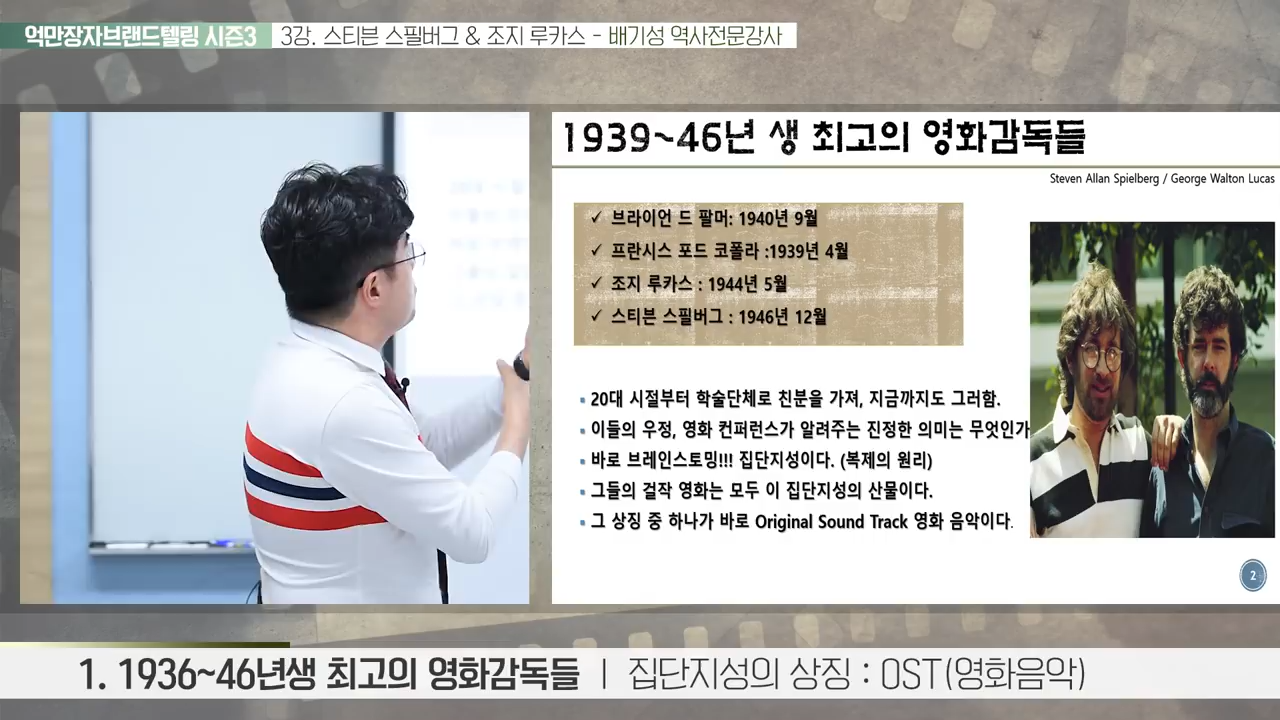 억만장자브랜드텔링 시즌3 3강. 스티븐 스필버그 & 조지 루카스 - 배기성 역사전문강사
1939~46년 생 최고의 영화감독들
Steven Allan Spielberg / George Walton Lucas
✓ 브라이언 드 팔머: 1940년 9월
✓ 프란시스 포드 코폴라 :1939년 4월
✓ 조지 루카스 : 1944년 5월
✓ 스티븐 스필버그 : 1946년 12월
▪ 20대 시절부터 학술단체로 친분을 가져, 지금까지도 그러함.
▪ 이들의 우정, 영화 컨퍼런스가 알려주는 진정한 의미는 무엇인가
▪ 바로 브레인스토밍!!! 집단지성이다. (복제의 원리)
▪ 그들의 걸작 영화는 모두 이 집단지성의 산물이다.
▪ 그 상징 중 하나가 바로 Original Sound Track 영화 음악이다.
2
1. 1936~46년생 최고의 영화감독들 | 집단지성의 상징 : OST(영화음악)